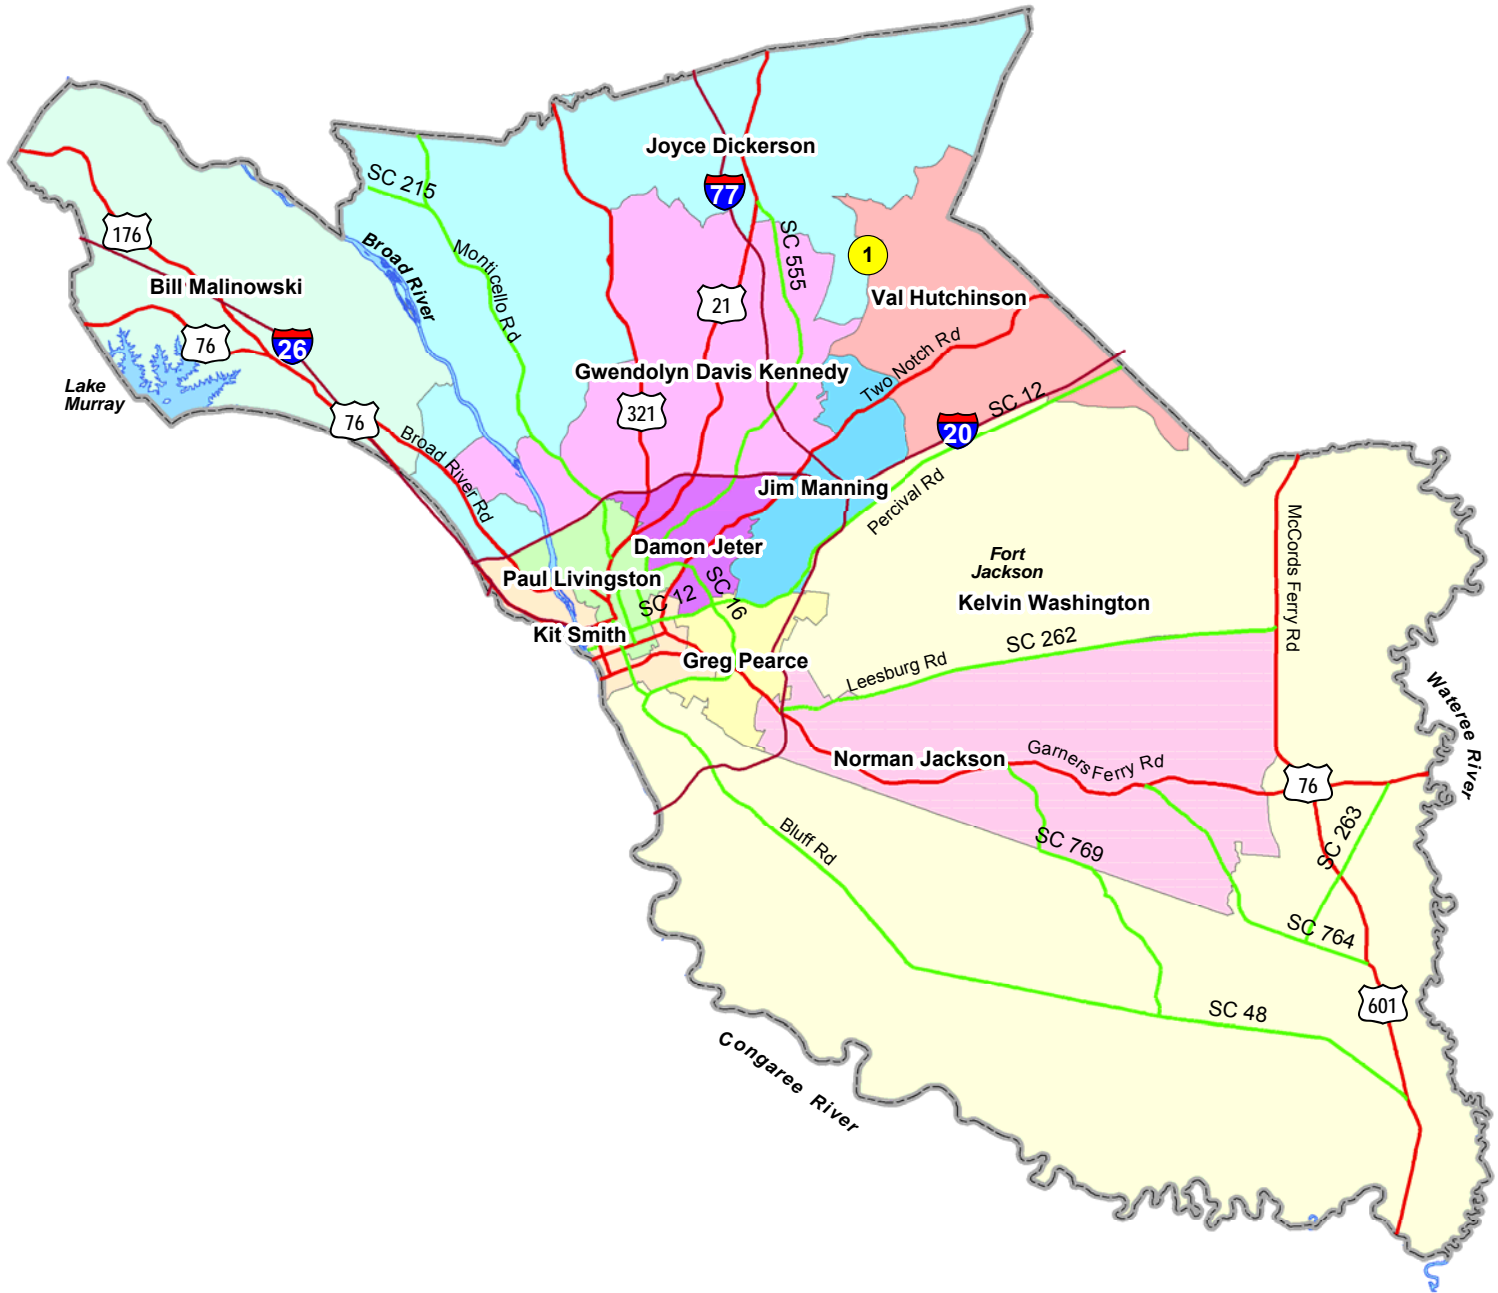 Joyce Dickerson
SC 215
77
176
Broad River
Monticello Rd
SC 555
1
Bill Malinowski
Val Hutchinson
21
76
26
Two Notch Rd
Lake
Murray
Gwendolyn Davis Kennedy
321
76
SC 12
20
Broad River Rd
Jim Manning
Percival Rd
McCords Ferry Rd
Damon Jeter
Fort
Jackson
Paul Livingston
SC 12
SC 16
Kelvin Washington
Kit Smith
SC 262
Greg Pearce
Leesburg Rd
Wateree River
Norman Jackson
Garners Ferry Rd
76
Bluff Rd
SC 769
SC 263
SC 764
601
SC 48
Congaree River